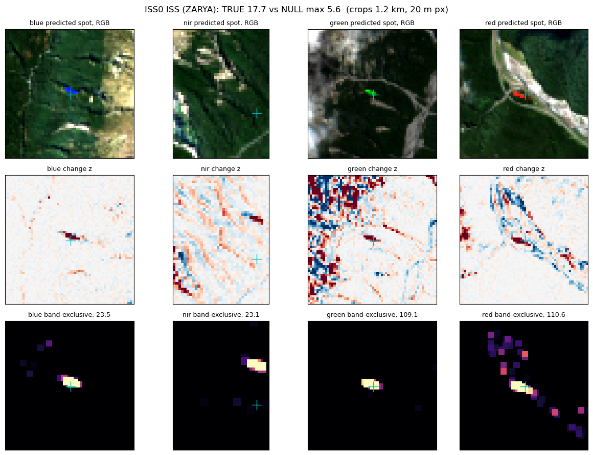 ISS0 ISS (ZARYA): TRUE 17.7 vs NULL max 5.6 (crops 1.2 km, 20 m px)
blue predicted spot, RGB
nir predicted spot, RGB
green predicted spot, RGB
red predicted spot, RGB
blue change z
nir change z
green change z
red change z
blue band exclusive, 23.5
nir band exclusive, 23.1
green band exclusive, 109.1
red band exclusive, 110.6